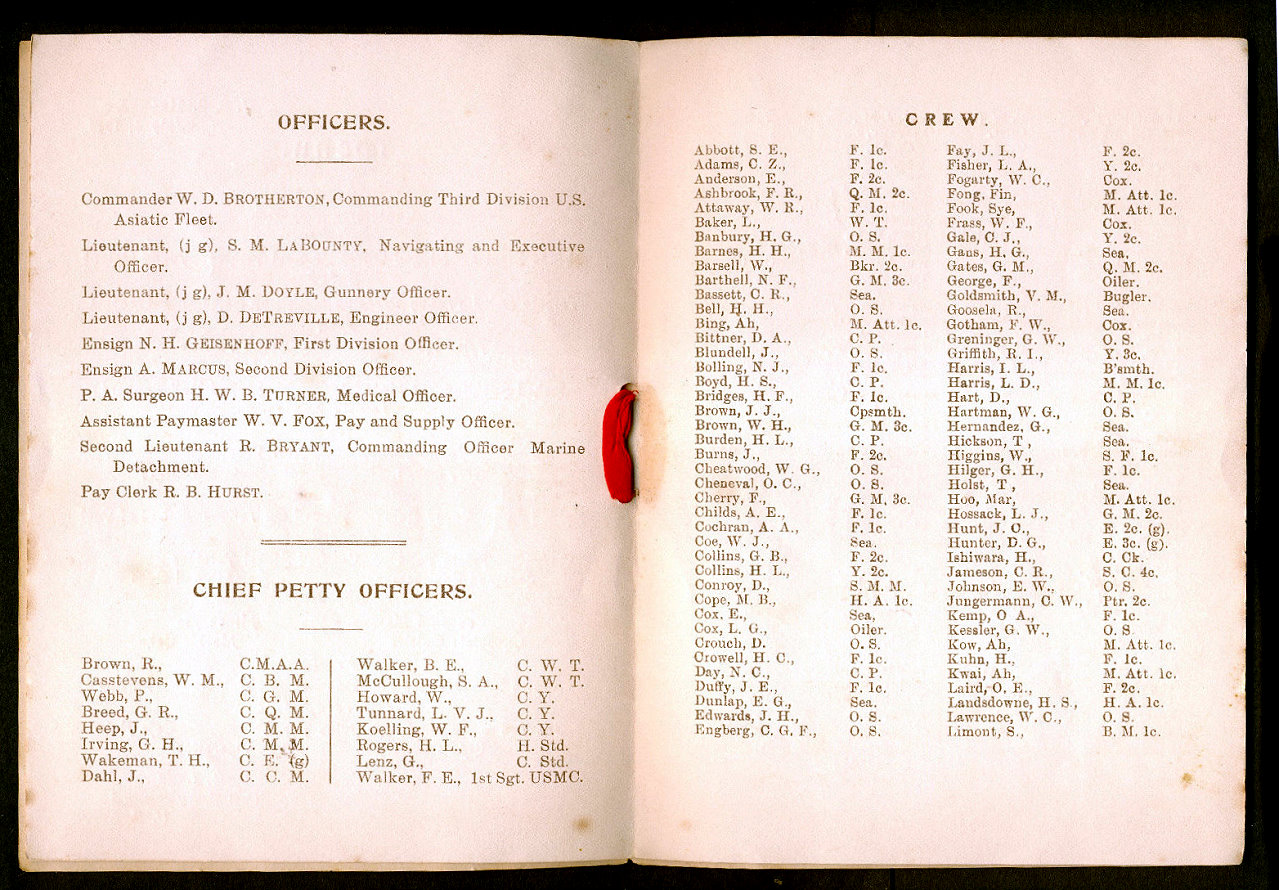 OFFICERS.
Commander W. D. BROTHERTON, Commanding Third Division U.S.
Asiatic Fleet.
Lieutenant, (j g), S. M. LABOUNTY, Navigating and Executive
Officer.
Lieutenant, (j g), J. M. DOYLE, Gunnery Officer.
Lieutenant, (j g), D. DETREVILLE, Engineer Officer.
Ensign N. H. GEISENHOFF, First Division Officer.
Ensign A. MARCUS, Second Division Officer.
P. A. Surgeon H. W. B. TURNER, Medical Officer.
Assistant Paymaster W. V. FOX, Pay and Supply Officer.
Second Lieutenant R. BRYANT, Commanding Officer Marine
Detachment.
Pay Clerk R. B. HURST.
CHIEF PETTY OFFICERS.
Brown, R., C.M.A.A.
Casstevens, W. M., C. B. M.
Webb, P., C. G. M.
Breed, G. R., C. Q. M.
Heep, J., C. M. M.
Irving, G. H., C. M. M.
Wakeman, T. H., C. E. (g)
Dahl, J., C. C. M.
Walker, B. E., C. W. T.
McCullough, S. A., C. W. T.
Howard, W., C. Y.
Tunnard, L. V. J., C. Y.
Koelling, W. F., C. Y.
Rogers, H. L., H. Std.
Lenz, G., C. Std.
Walker, F. E., 1st Sgt. USMC.
CREW.
Abbott, S. E., F. 1c.
Adams, C. Z., F. 1c.
Anderson, E., F. 2c.
Ashbrook, F. R., Q. M. 2c.
Attaway, W. R., F. 1c.
Baker, L., W. T.
Banbury, H. G., O. S.
Barnes, H. H., M. M. 1c.
Barsell, W., Bkr. 2c.
Barthell, N. F., G. M. 3c.
Bassett, C. R., Sea.
Bell, H. H., O. S.
Bing, Ah, M. Att. 1c.
Bittner, D. A., C. P.
Blundell, J., O. S.
Bolling, N. J., F. 1c.
Boyd, H. S., C. P.
Bridges, H. F., F. 1c.
Brown, J. J., Cpsmth.
Brown, W. H., G. M. 3c.
Burden, H. L., C. P.
Burns, J., F. 2c.
Cheatwood, W. G., O. S.
Cheneval, O. C., O. S.
Cherry, F., G. M. 3c.
Childs, A. E., F. 1c.
Cochran, A. A., F. 1c.
Coe, W. J., Sea.
Collins, G. B., F. 2c.
Collins, H. L., Y. 2c.
Conroy, D., S. M. M.
Cope, M. B., H. A. 1c.
Cox, E., Sea,
Cox, L. G., Oiler.
Crouch, D. O. S.
Crowell, H. C., F. 1c.
Day, N. C., C. P.
Duffy, J. E., F. 1c.
Dunlap, E. G., Sea.
Edwards, J. H., O. S.
Engberg, C. G. F., O. S.
Fay, J. L., F. 2c.
Fisher, L. A., Y. 2c.
Fogarty, W. C., Cox.
Fong, Fin, M. Att. 1c.
Fook, Sye, M. Att. 1c.
Frass, W. F., Cox.
Gale, C. J., Y. 2c.
Gans, H. G., Sea,
Gates, G. M., Q. M. 2c.
George, F., Oiler.
Goldsmith, V. M., Bugler.
Goosela, R., Sea.
Gotham, F. W., Cox.
Greninger, G. W., O. S.
Griffith, R. I., Y. 3c.
Harris, I. L., B'smth.
Harris, L. D., M. M. 1c.
Hart, D., C. P.
Hartman, W. G., O. S.
Hernandez, G., Sea.
Hickson, T , Sea.
Higgins, W., S. F. 1c.
Hilger, G. H., F. 1c.
Holst, T , Sea.
Hoo, Mar, M. Att. 1c.
Hossack, L. J., G. M. 2c.
Hunt, J. C., E. 2c. (g).
Hunter, D. G., E. 3c. (g).
Ishiwara, H., C. Ck.
Jameson, C. R., S. C. 4c.
Johnson, E. W., O. S.
Jungermann, C. W., Ptr. 2c.
Kemp, O A., F. 1c.
Kessler, G. W., O. S.
Kow, Ah, M. Att. 1c.
Kuhn, H., F. 1c.
Kwai, Ah, M. Att. 1c.
Laird, O. E., F. 2c.
Landsdowne, H. S., H. A. 1c.
Lawrence, W. C., O. S.
Limont, S., B. M. 1c.